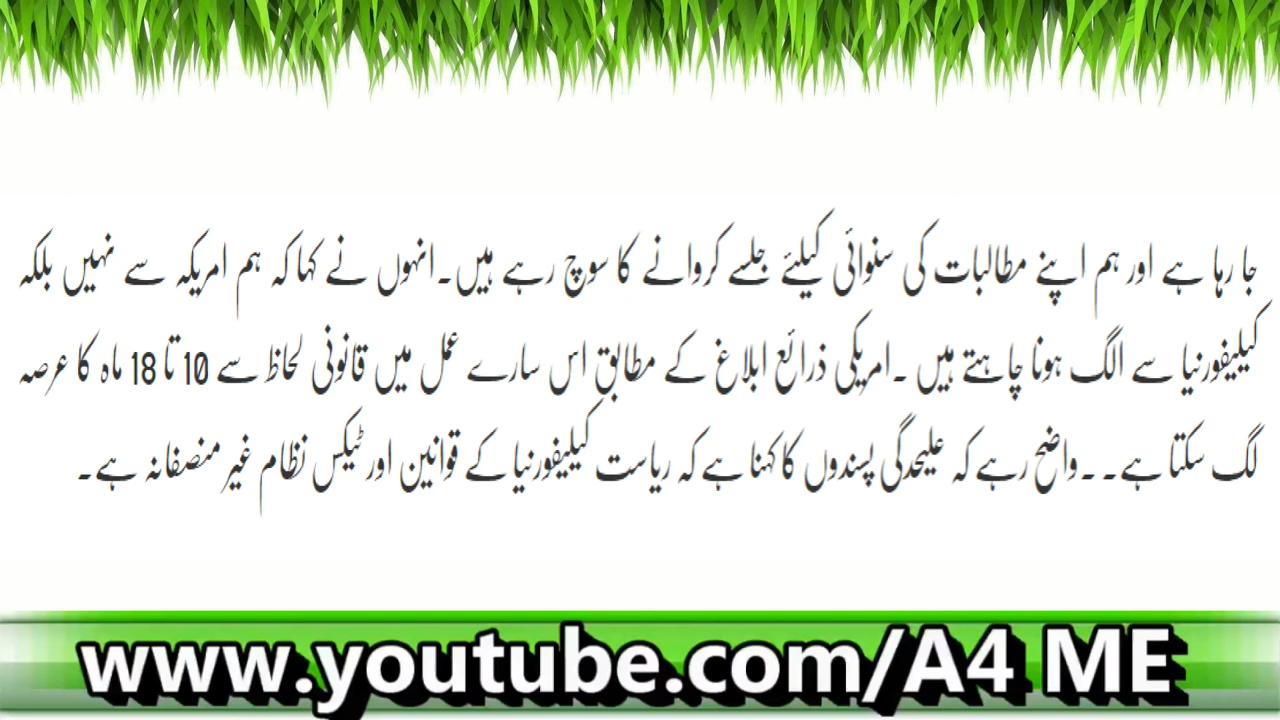 جا رہا ہے اور ہم اپنے مطالبات کی سنوائی کیلئے جلسے کروانے کا سوچ رہے ہیں۔انہوں نے کہا کہ ہم امریکہ سے نہیں بلکہ
کیلیفورنیا سے الگ ہونا چاہتے ہیں ۔امریکی ذرائع ابلاغ کے مطابق اس سارے عمل میں قانونی لحاظ سے 10 تا 18 ماہ کا عرصہ
لگ سکتا ہے۔۔واضح رہے کہ علیحدگی پسندوں کا کہنا ہے کہ ریاست کیلیفورنیا کے قوانین اور ٹیکس نظام غیر منصفانہ ہے۔
www.youtube.com/A4 ME